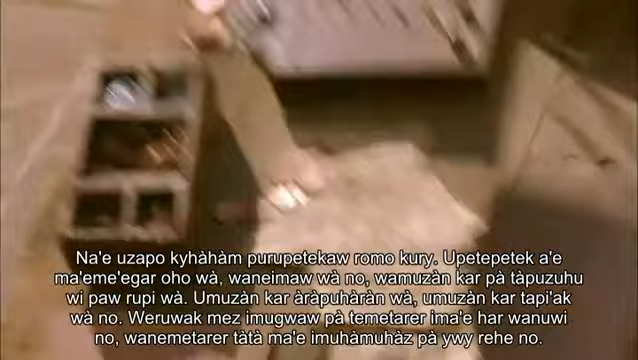 Na'e uzapo kyhàhàm purupetekaw romo kury. Upetepetek a'e
ma'eme'egar oho wà, waneimaw wà no, wamuzàn kar pà tàpuzuhu
wi paw rupi wà. Umuzàn kar àràpuhàràn wà, umuzàn kar tapi'ak
wà no. Weruwak mez imugwaw pà temetarer ima'e har wanuwi
no, wanemetarer tàtà ma'e imuhàmuhàz pà ywy rehe no.